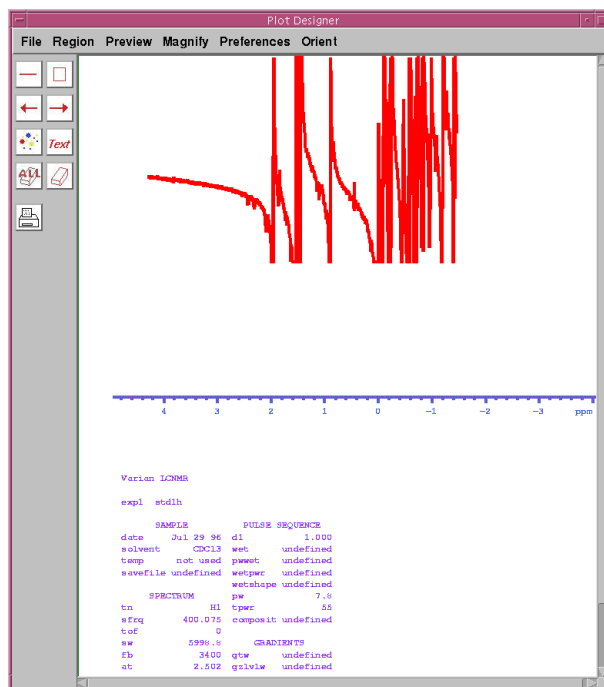 Plot Designer
File Region Preview Magnify Preferences Orient
Text
ALL
4 3 2 1 0 -1 -2 -3 ppm
Varian LCNMR
exp1 std1h
SAMPLE PULSE SEQUENCE
date Jul 29 96 d1 1.000
solvent CDCl3 wet undefined
temp not used pwwet undefined
savefile undefined wetpwr undefined
wetshape undefined
SPECTRUM pw 7.8
tn H1 tpwr 55
sfrq 400.075 composit undefined
tof 0
sw 5998.8 GRADIENTS
fb 3400 gtw undefined
at 2.502 gzlvlw undefined